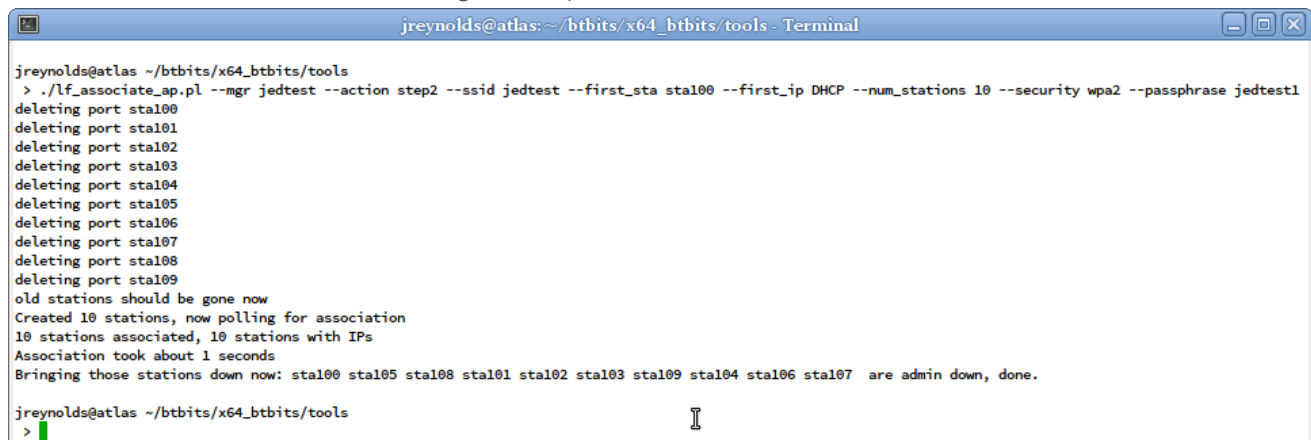 jreynolds@atlas:~/btbits/x64_btbits/tools - Terminal
jreynolds@atlas ~/btbits/x64_btbits/tools
> ./lf_associate_ap.pl --mgr jedtest --action step2 --ssid jedtest --first_sta sta100 --first_ip DHCP --num_stations 10 --security wpa2 --passphrase jedtest1
deleting port sta100
deleting port sta101
deleting port sta102
deleting port sta103
deleting port sta104
deleting port sta105
deleting port sta106
deleting port sta107
deleting port sta108
deleting port sta109
old stations should be gone now
Created 10 stations, now polling for association
10 stations associated, 10 stations with IPs
Association took about 1 seconds
Bringing those stations down now: sta100 sta105 sta108 sta101 sta102 sta103 sta109 sta104 sta106 sta107  are admin down, done.
jreynolds@atlas ~/btbits/x64_btbits/tools
>